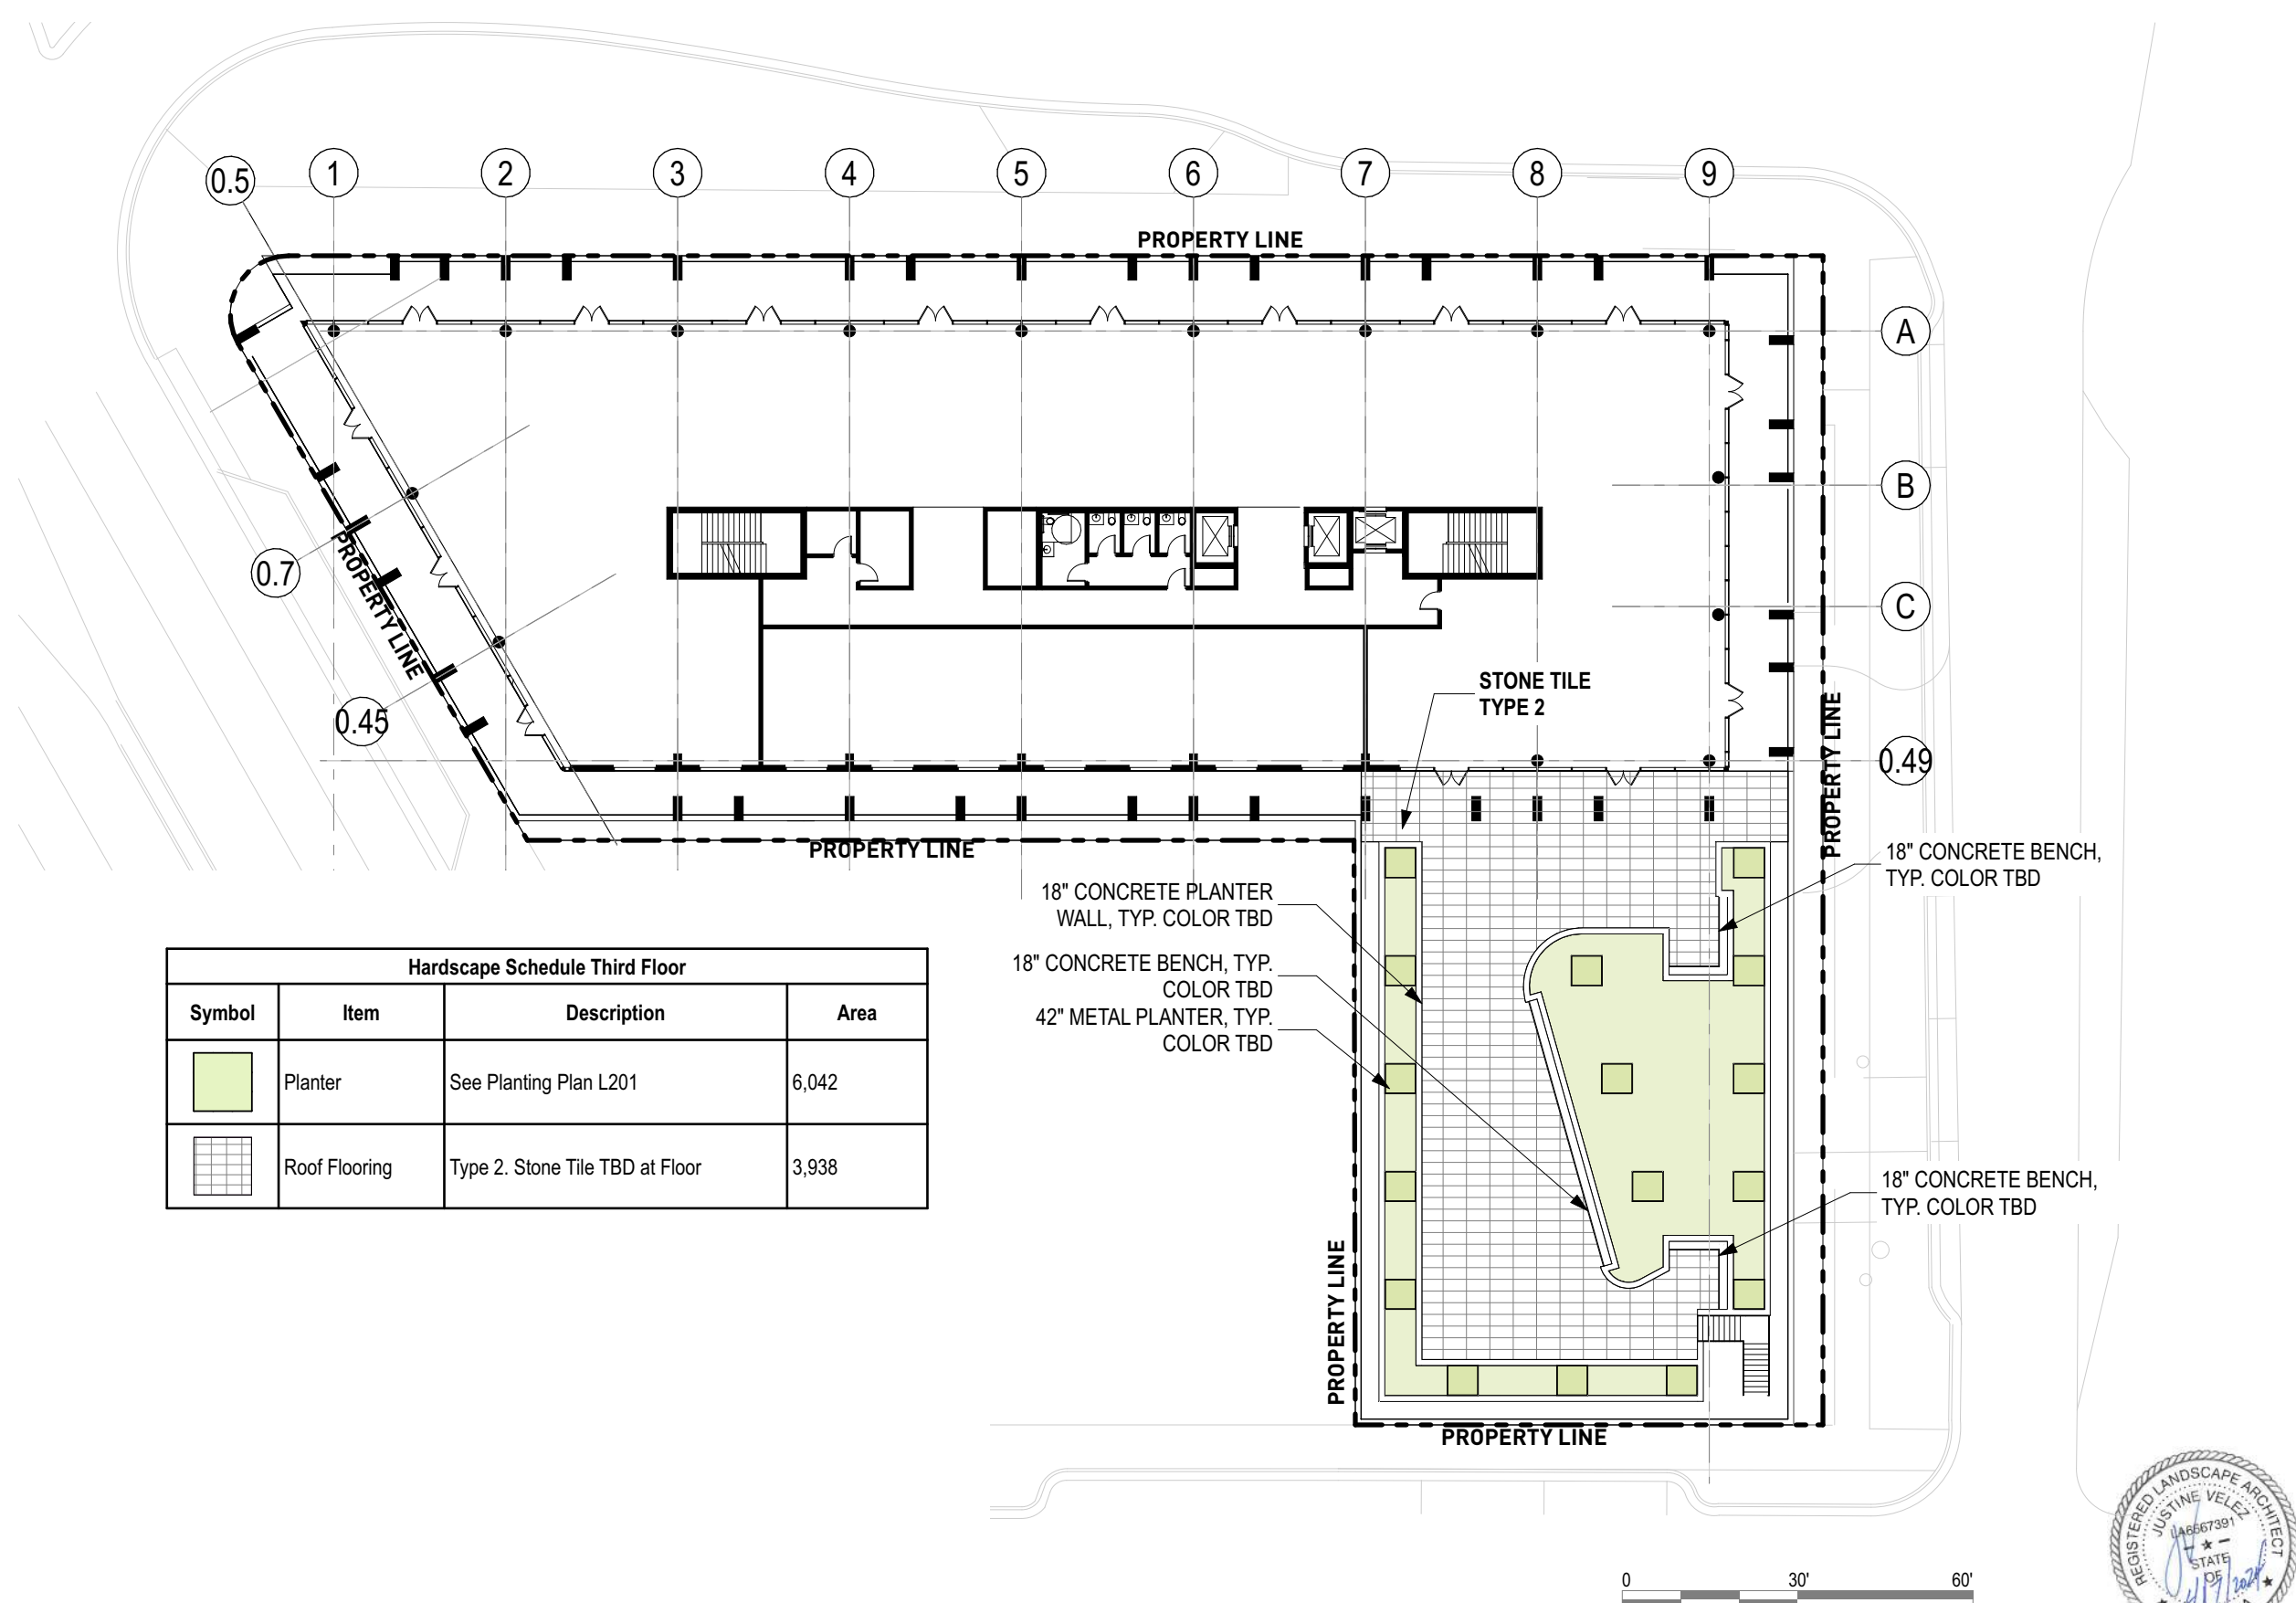 0.5
1
2
3
4
5
6
7
8
9
PROPERTY LINE
A
B
C
0.7
PROPERTY LINE
0.45
STONE TILE
TYPE 2
PROPERTY LINE
0.49
PROPERTY LINE
18" CONCRETE BENCH,
TYP. COLOR TBD
18" CONCRETE PLANTER
WALL, TYP. COLOR TBD
18" CONCRETE BENCH, TYP.
COLOR TBD
42" METAL PLANTER, TYP.
COLOR TBD
Hardscape Schedule Third Floor
Symbol Item Description Area
Planter See Planting Plan L201 6,042
Roof Flooring Type 2. Stone Tile TBD at Floor 3,938
18" CONCRETE BENCH,
TYP. COLOR TBD
PROPERTY LINE
PROPERTY LINE
REGISTERED LANDSCAPE ARCHITECT
JUSTINE VELEZ
LA6667391
STATE
OF
0 30' 60'